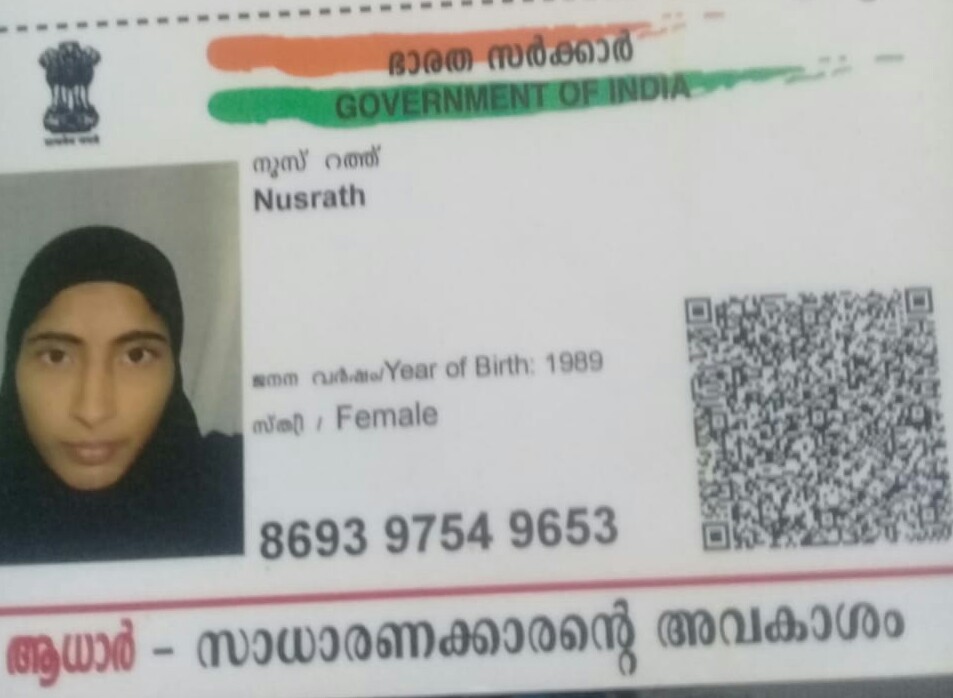 ഭാരത സർക്കാർ
GOVERNMENT OF INDIA
നൂസ് റത്ത്
Nusrath
ജനന വർഷം/Year of Birth: 1989
സ്ത്രീ / Female
8693 9754 9653
ആധാർ - സാധാരണക്കാരന്റെ അവകാശം